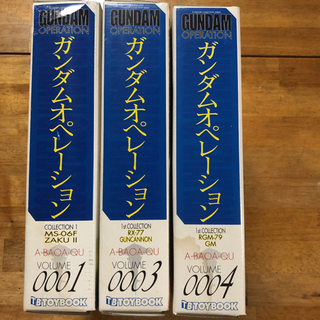 GUNDAM
OPERATION
ガンダムオペレーション
COLLECTION 1
MS-06F
ZAKU II
A-BAOA-QU
VOLUME
0001
TBTOYBOOK
GUNDAM
OPERATION
ガンダムオペレーション
1st COLLECTION
RX-77
GUNCANNON
A-BAOA-QU
VOLUME
0003
TBTOYBOOK
GUNDAM
OPERATION
ガンダムオペレーション
1st COLLECTION
RGM-79
GM
A-BAOA-QU
VOLUME
0004
TBTOYBOOK